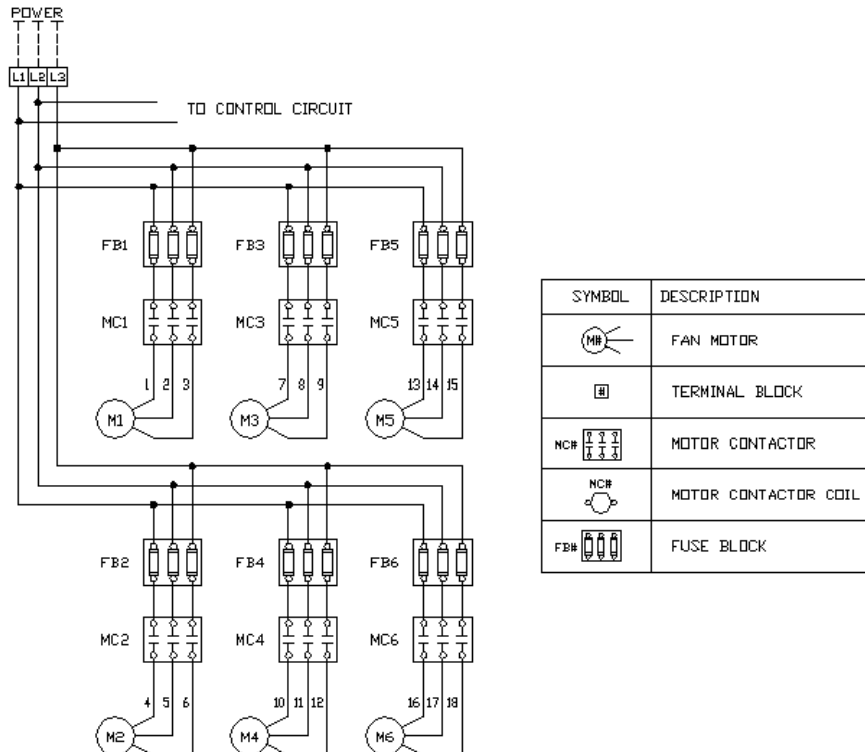 POWER
L1 L2 L3
TO CONTROL CIRCUIT
FB1 FB3 FB5
MC1 MC3 MC5
1 2 3 7 8 9 13 14 15
M1 M3 M5
FB2 FB4 FB6
MC2 MC4 MC6
4 5 6 10 11 12 16 17 18
M2 M4 M6
SYMBOL DESCRIPTION
M# FAN MOTOR
# TERMINAL BLOCK
NC# MOTOR CONTACTOR
NC# MOTOR CONTACTOR COIL
FB# FUSE BLOCK